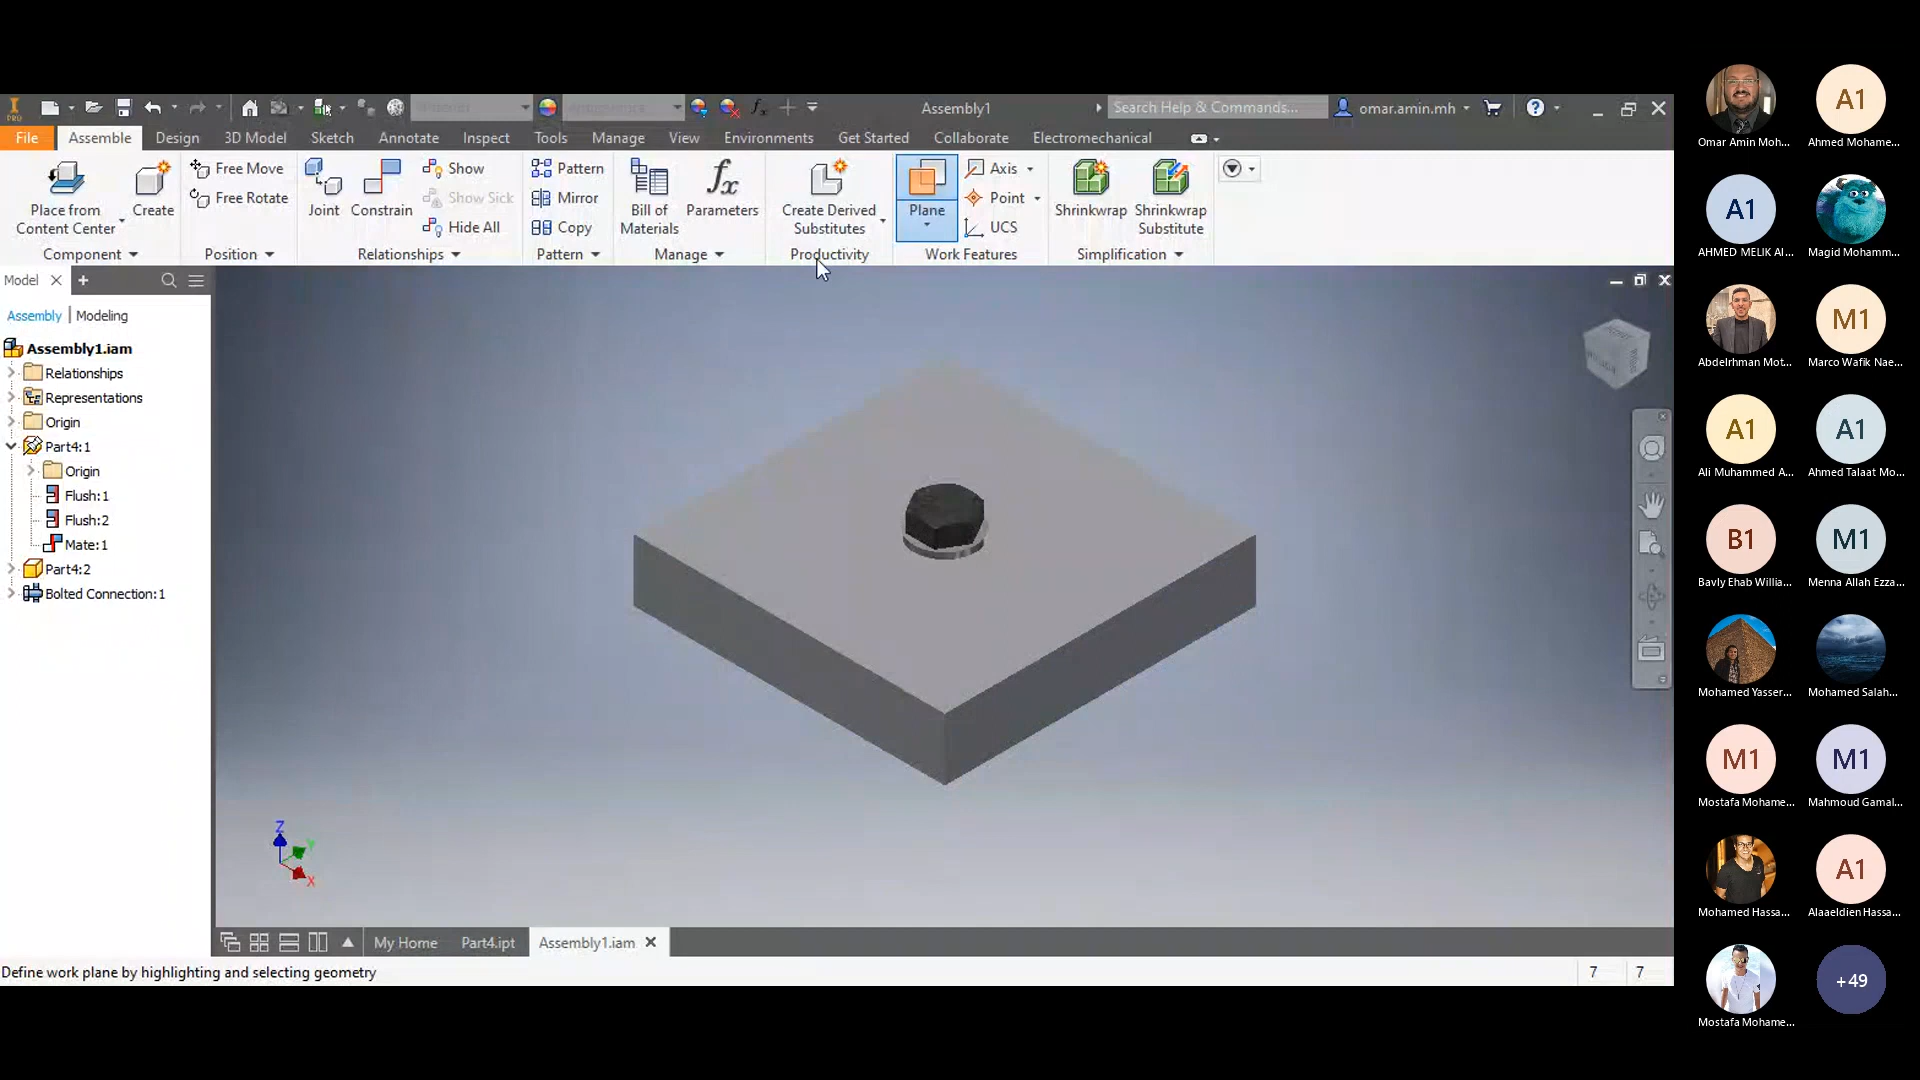 Assembly1
Search Help & Commands...
omar.amin.mh
PRO
File
Assemble
Design
3D Model
Sketch
Annotate
Inspect
Tools
Manage
View
Environments
Get Started
Collaborate
Electromechanical
Place from
Content Center
Create
Component
Free Move
Free Rotate
Position
Joint
Constrain
Show
Show Sick
Hide All
Relationships
Pattern
Mirror
Copy
Pattern
Bill of
Materials
fx
Parameters
Manage
Create Derived
Substitutes
Productivity
Plane
Axis
Point
UCS
Work Features
Shrinkwrap
Shrinkwrap
Substitute
Simplification
Model
Assembly | Modeling
Assembly1.iam
Relationships
Representations
Origin
Part4:1
Origin
Flush:1
Flush:2
Mate:1
Part4:2
Bolted Connection:1
Z
Y
X
My Home
Part4.ipt
Assembly1.iam
Define work plane by highlighting and selecting geometry
7
7
A1
Omar Amin Moh...
Ahmed Mohame...
A1
AHMED MELIK Al...
Magid Mohamm...
M1
Abdelrhman Mot...
Marco Wafik Nae...
A1
A1
Ali Muhammed A...
Ahmed Talaat Mo...
B1
M1
Bavly Ehab Willia...
Menna Allah Ezza...
Mohamed Yasser...
Mohamed Salah...
M1
M1
Mostafa Mohame...
Mahmoud Gamal...
A1
Mohamed Hassa...
Alaaeldien Hassa...
+49
Mostafa Mohame...